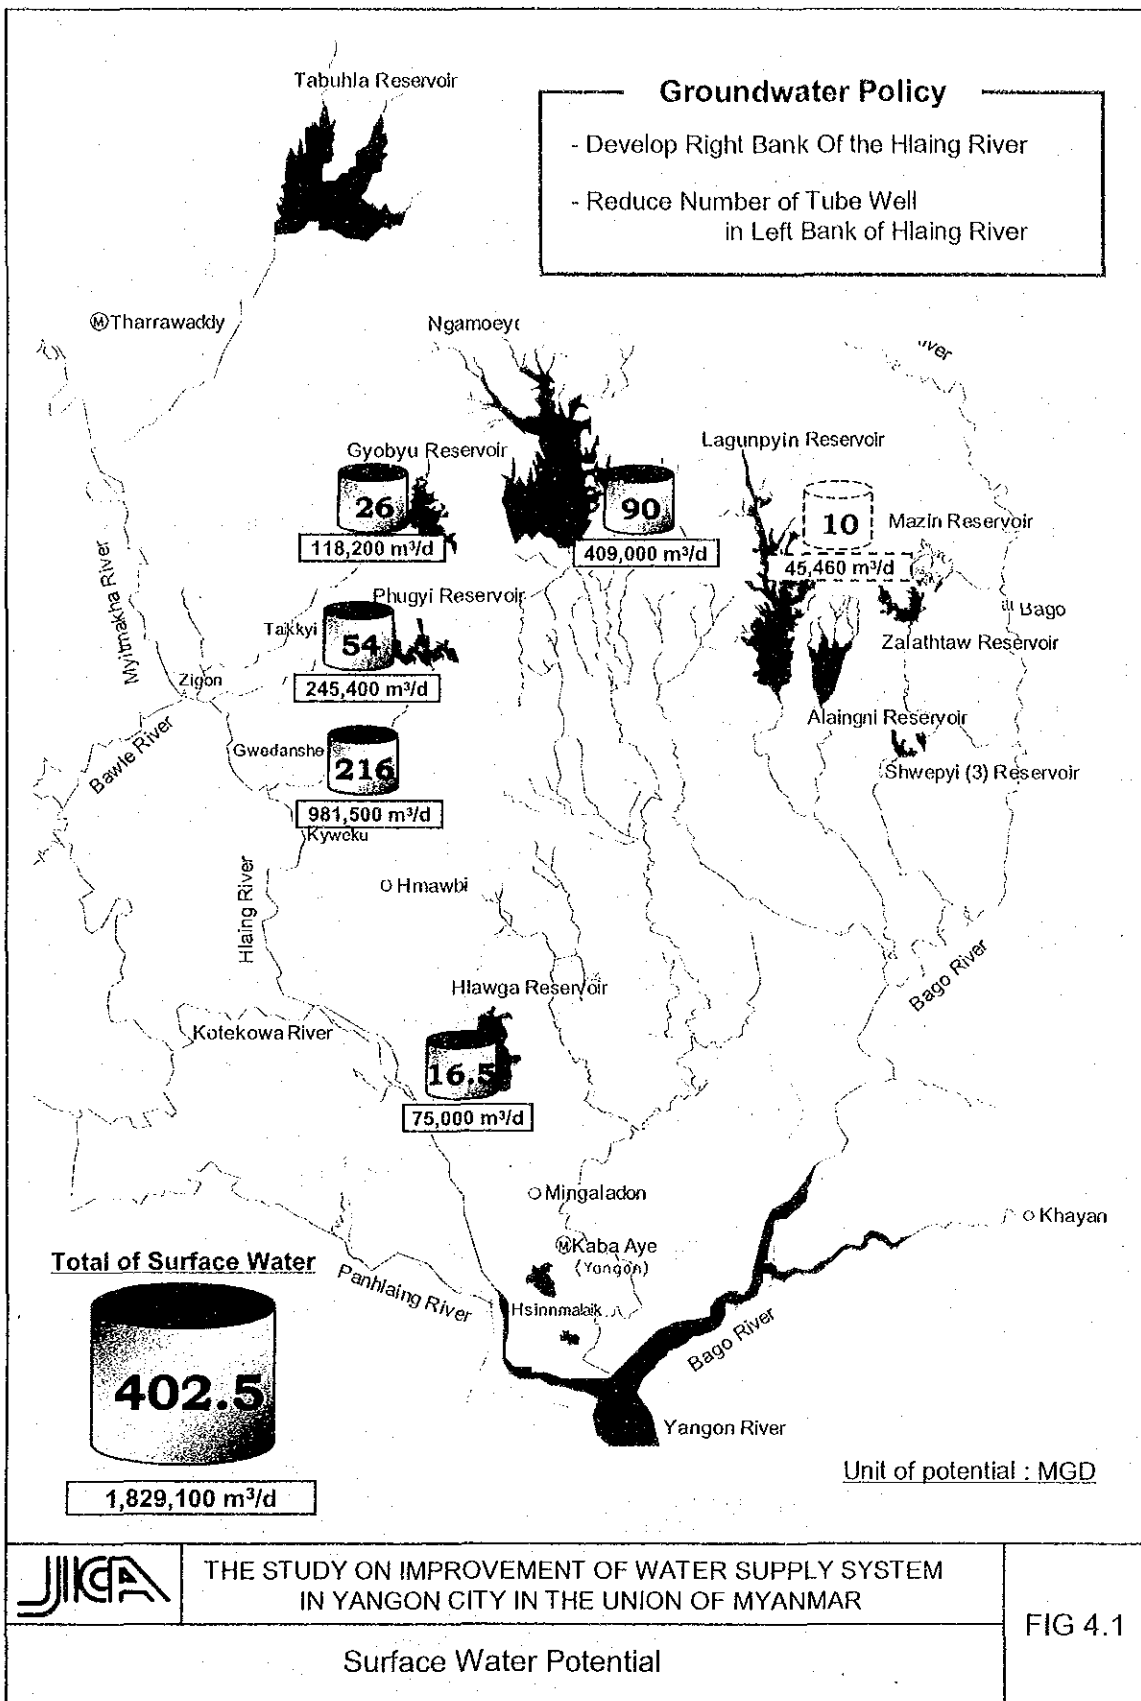 Tabuhla Reservoir
Groundwater Policy
- Develop Right Bank Of the Hlaing River
- Reduce Number of Tube Well
in Left Bank of Hlaing River
Ⓜ Tharrawaddy
Ngamoeye
Gyobyu Reservoir
26
118,200 m³/d
90
409,000 m³/d
Lagunpyin Reservoir
10
45,460 m³/d
Mazin Reservoir
Bago
Zalathtaw Reservoir
Alaingni Reservoir
Shwepyi (3) Reservoir
Myitmakha River
Phugyi Reservoir
Taikkyi
54
245,400 m³/d
Zigon
Bawle River
Gwedanshe
216
981,500 m³/d
Kyweku
Hmawbi
Hlaing River
Bago River
Hlawga Reservoir
Kotekowa River
16.5
75,000 m³/d
Mingaladon
Khayan
Ⓜ Kaba Aye
(Yangon)
Total of Surface Water
402.5
1,829,100 m³/d
Panhlaing River
Hsinnmalaik
Bago River
Yangon River
Unit of potential : MGD
JICA
THE STUDY ON IMPROVEMENT OF WATER SUPPLY SYSTEM
IN YANGON CITY IN THE UNION OF MYANMAR
FIG 4.1
Surface Water Potential